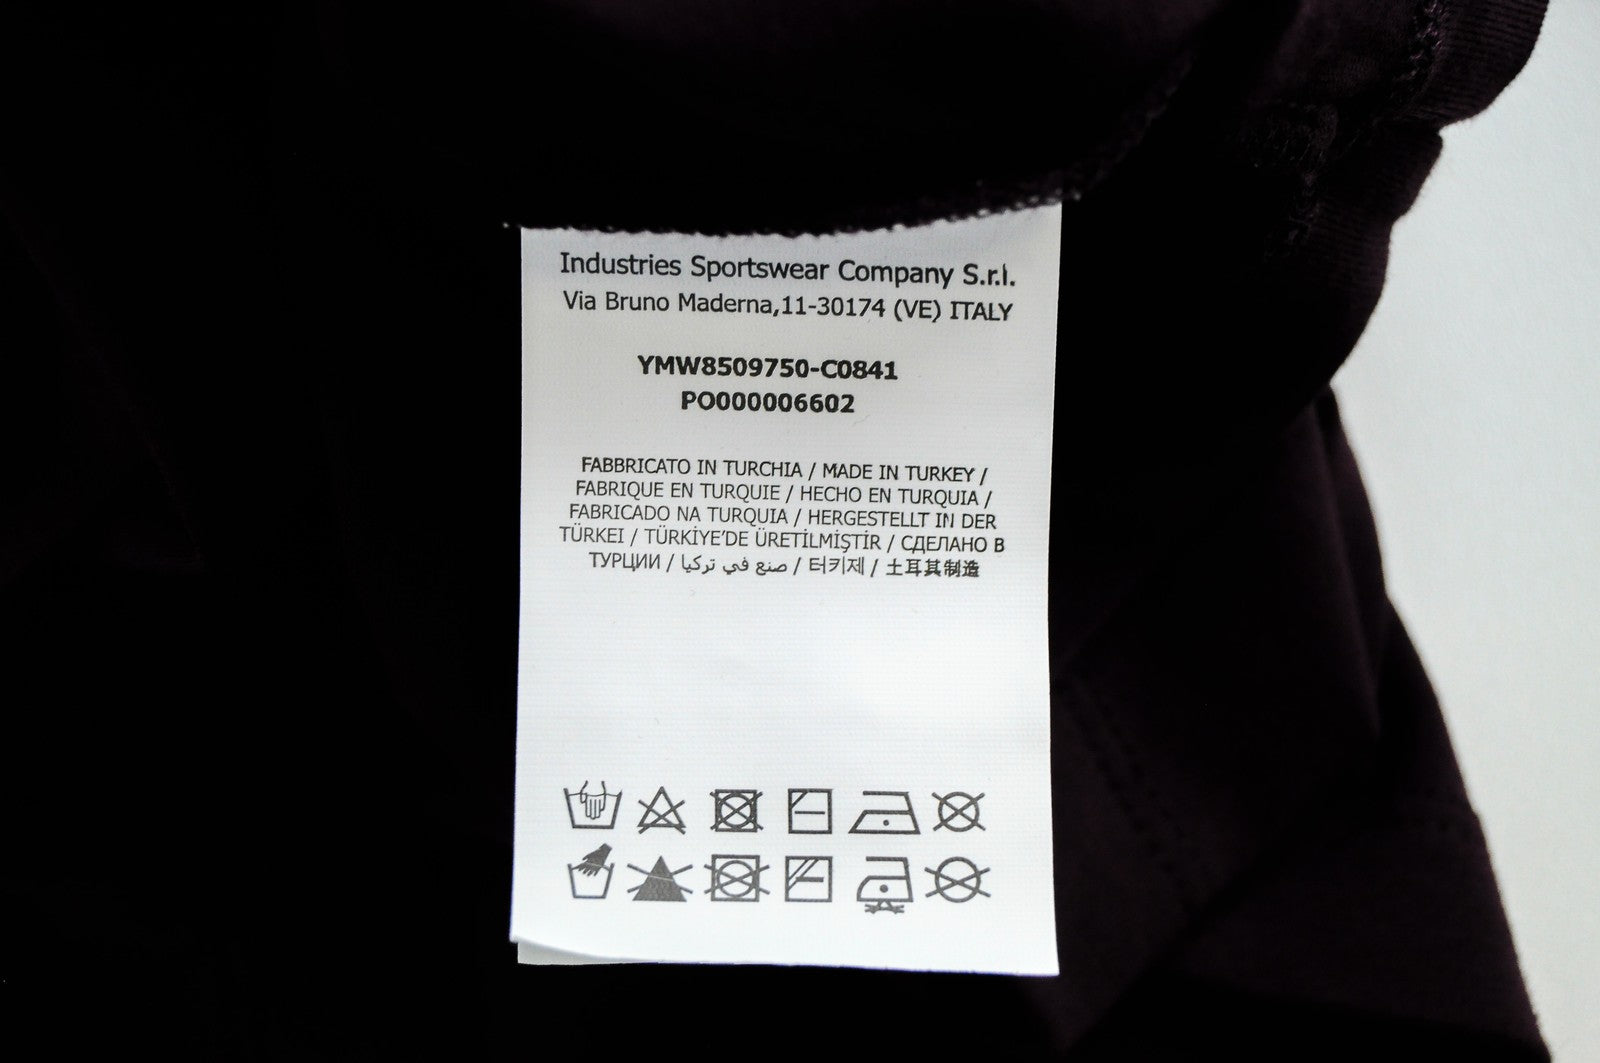 Industries Sportswear Company S.r.l.
Via Bruno Maderna,11-30174 (VE) ITALY
YMW8509750-C0841
PO000006602
FABBRICATO IN TURCHIA / MADE IN TURKEY /
FABRIQUE EN TURQUIE / HECHO EN TURQUIA /
FABRICADO NA TURQUIA / HERGESTELLT IN DER
TÜRKEI / TÜRKİYE'DE ÜRETİLMİŞTİR / СДЕЛАНО В
ТУРЦИИ / صنع في تركيا / 터키제 / 土耳其制造